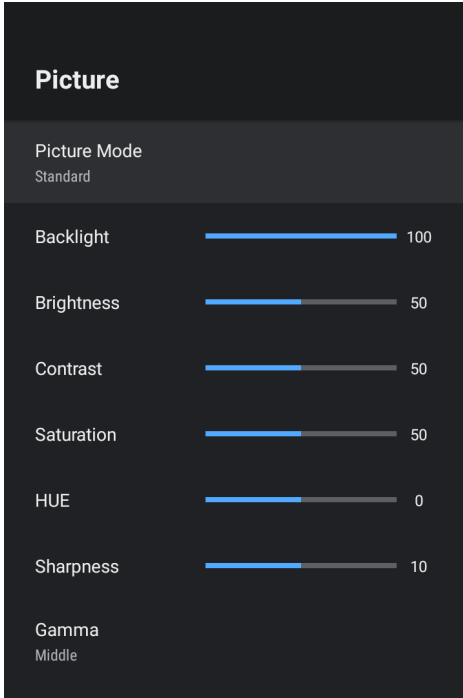 Picture
Picture Mode
Standard
Backlight 100
Brightness 50
Contrast 50
Saturation 50
HUE 0
Sharpness 10
Gamma
Middle